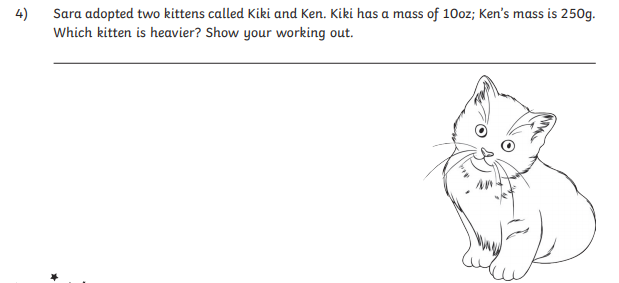 4) Sara adopted two kittens called Kiki and Ken. Kiki has a mass of 10oz; Ken's mass is 250g.
Which kitten is heavier? Show your working out.